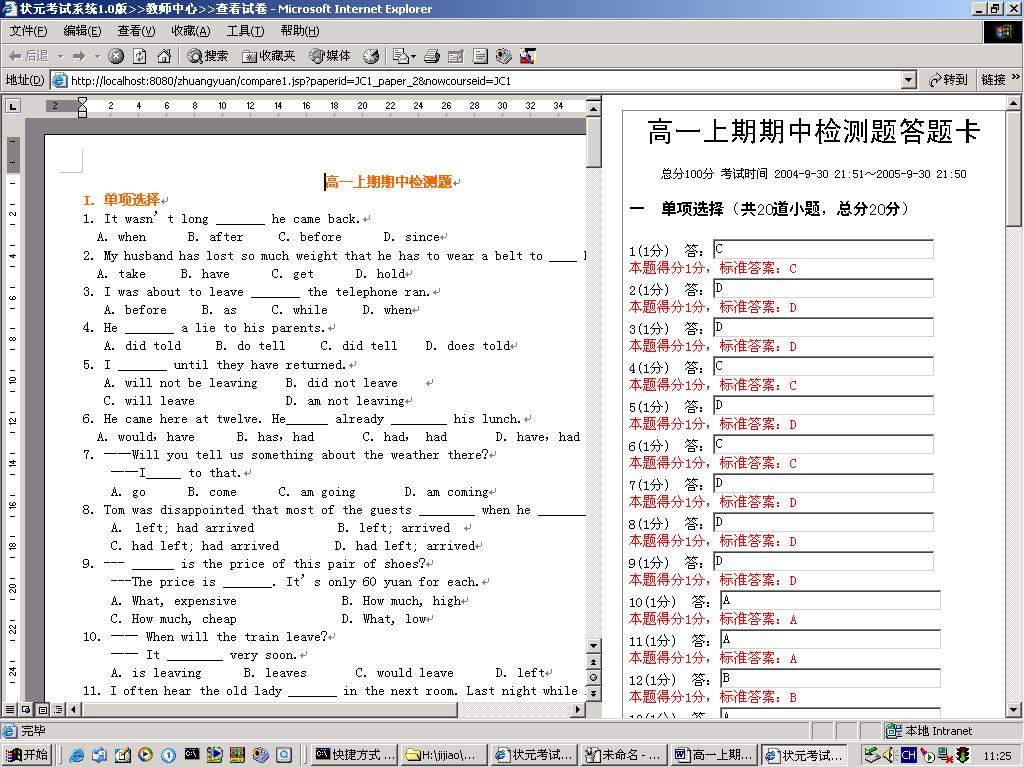 状元考试系统1.0版>>教师中心>>查看试卷 - Microsoft Internet Explorer
文件(F) 编辑(E) 查看(V) 收藏(A) 工具(T) 帮助(H)
后退 搜索 收藏夹 媒体
地址(D) http://localhost:8080/zhuangyuan/compare1.jsp?paperid=JC1_paper_2&nowcourseid=JC1 转到 链接 »
2 2 4 6 8 10 12 14 16 18 20 22 24 26 28 30 32 34
高一上期期中检测题
I. 单项选择
1. It wasn't long _______ he came back.
A. when B. after C. before D. since
2. My husband has lost so much weight that he has to wear a belt to ____
A. take B. have C. get D. hold
3. I was about to leave _______ the telephone ran.
A. before B. as C. while D. when
4. He _______ a lie to his parents.
A. did told B. do tell C. did tell D. does told
5. I _______ until they have returned.
A. will not be leaving B. did not leave
C. will leave D. am not leaving
6. He came here at twelve. He______ already ________ his lunch.
A. would, have B. has, had C. had, had D. have, had
7. ——Will you tell us something about the weather there?
——I_____ to that.
A. go B. come C. am going D. am coming
8. Tom was disappointed that most of the guests ________ when he _______
A. left; had arrived B. left; arrived
C. had left; had arrived D. had left; arrived
9. --- ______ is the price of this pair of shoes?
---The price is _______. It's only 60 yuan for each.
A. What, expensive B. How much, high
C. How much, cheap D. What, low
10. —— When will the train leave?
—— It ________ very soon.
A. is leaving B. leaves C. would leave D. left
11. I often hear the old lady _______ in the next room. Last night while
2 4 6 8 10 12 14 16 18 20 22 24
高一上期期中检测题答题卡
总分100分 考试时间 2004-9-30 21:51～2005-9-30 21:50
一 单项选择（共20道小题，总分20分）
1(1分) 答: C
本题得分1分，标准答案: C
2(1分) 答: D
本题得分1分，标准答案: D
3(1分) 答: D
本题得分1分，标准答案: D
4(1分) 答: C
本题得分1分，标准答案: C
5(1分) 答: D
本题得分1分，标准答案: D
6(1分) 答: C
本题得分1分，标准答案: C
7(1分) 答: D
本题得分1分，标准答案: D
8(1分) 答: D
本题得分1分，标准答案: D
9(1分) 答: D
本题得分1分，标准答案: D
10(1分) 答: A
本题得分1分，标准答案: A
11(1分) 答: A
本题得分1分，标准答案: A
12(1分) 答: B
本题得分1分，标准答案: B
完毕 本地 Intranet
开始 快捷方式 ... H:\jijiao\... 状元考试... 未命名 - ... 高一上期... 状元考试... CH 11:25